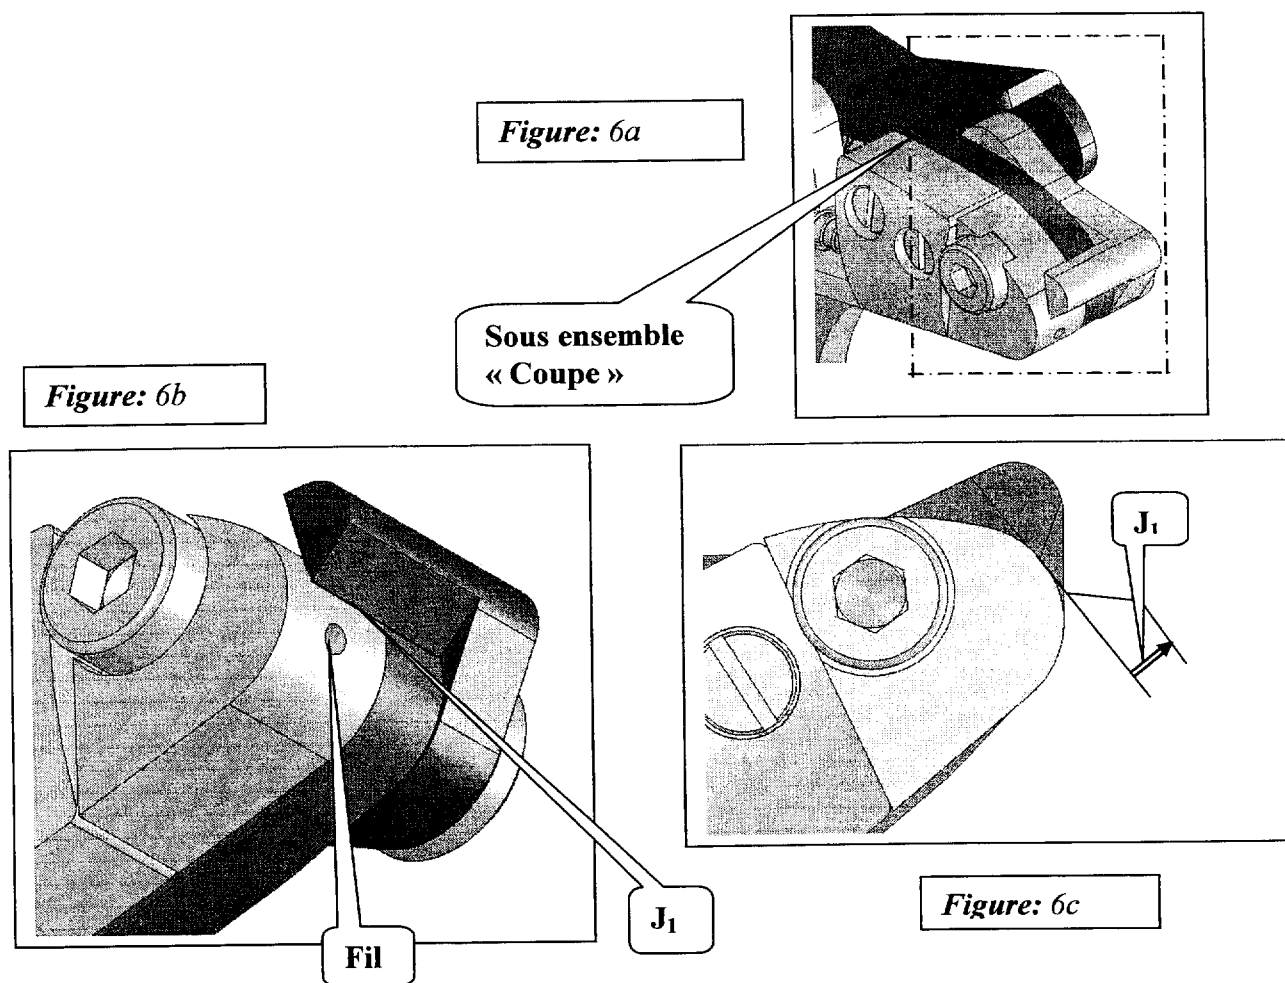 Figure: 6a
Sous ensemble
« Coupe »
Figure: 6b
J₁
J₁
Fil
Figure: 6c